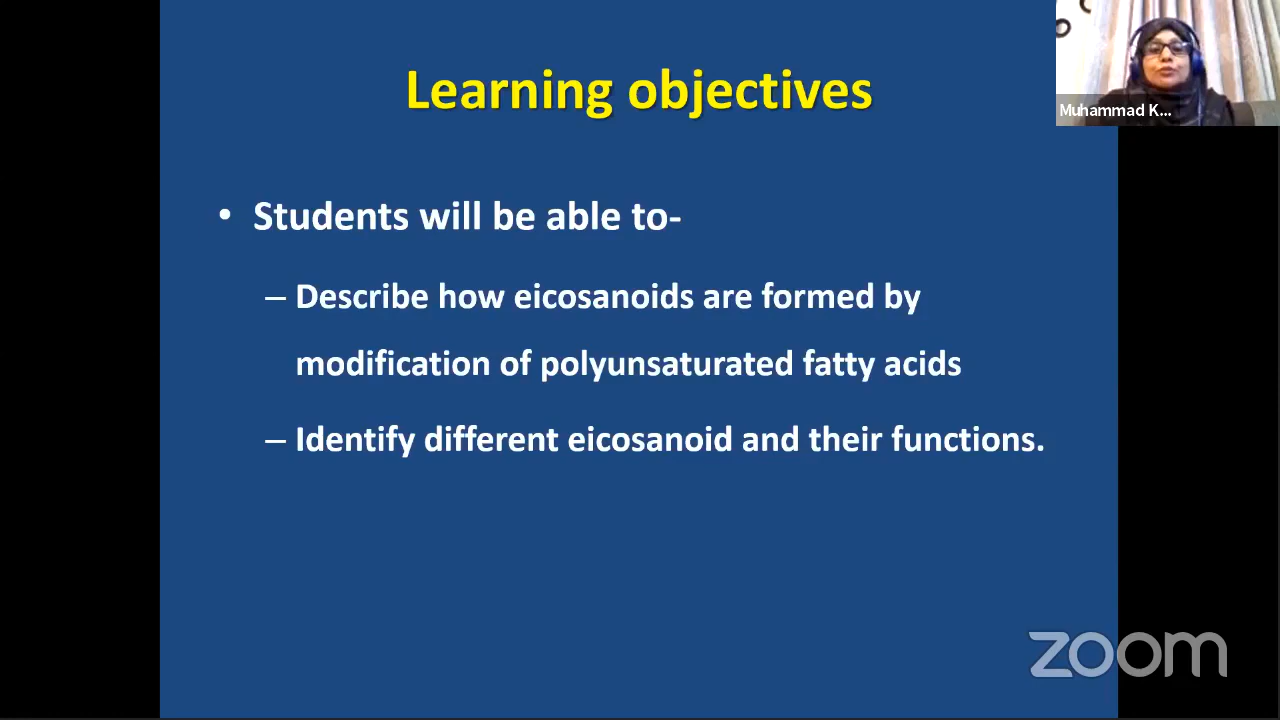 Learning objectives
Muhammad K...
• Students will be able to-
– Describe how eicosanoids are formed by
modification of polyunsaturated fatty acids
– Identify different eicosanoid and their functions.
zoom